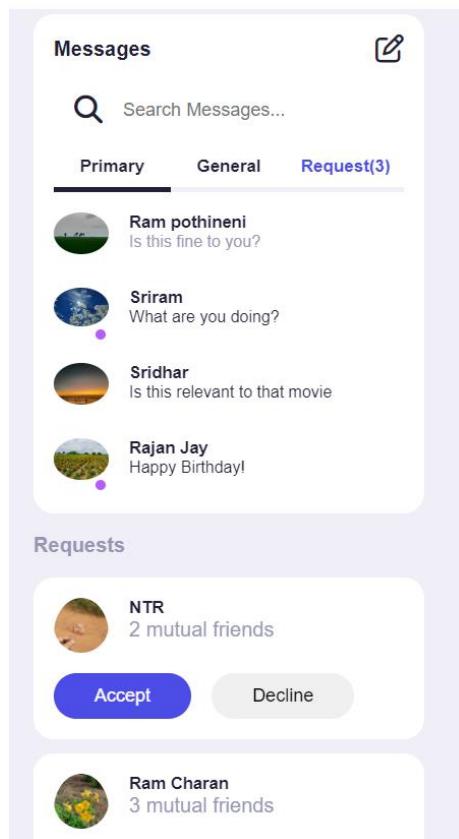 Messages
Search Messages...
Primary General Request(3)
Ram pothineni
Is this fine to you?
Sriram
What are you doing?
Sridhar
Is this relevant to that movie
Rajan Jay
Happy Birthday!
Requests
NTR
2 mutual friends
Accept Decline
Ram Charan
3 mutual friends